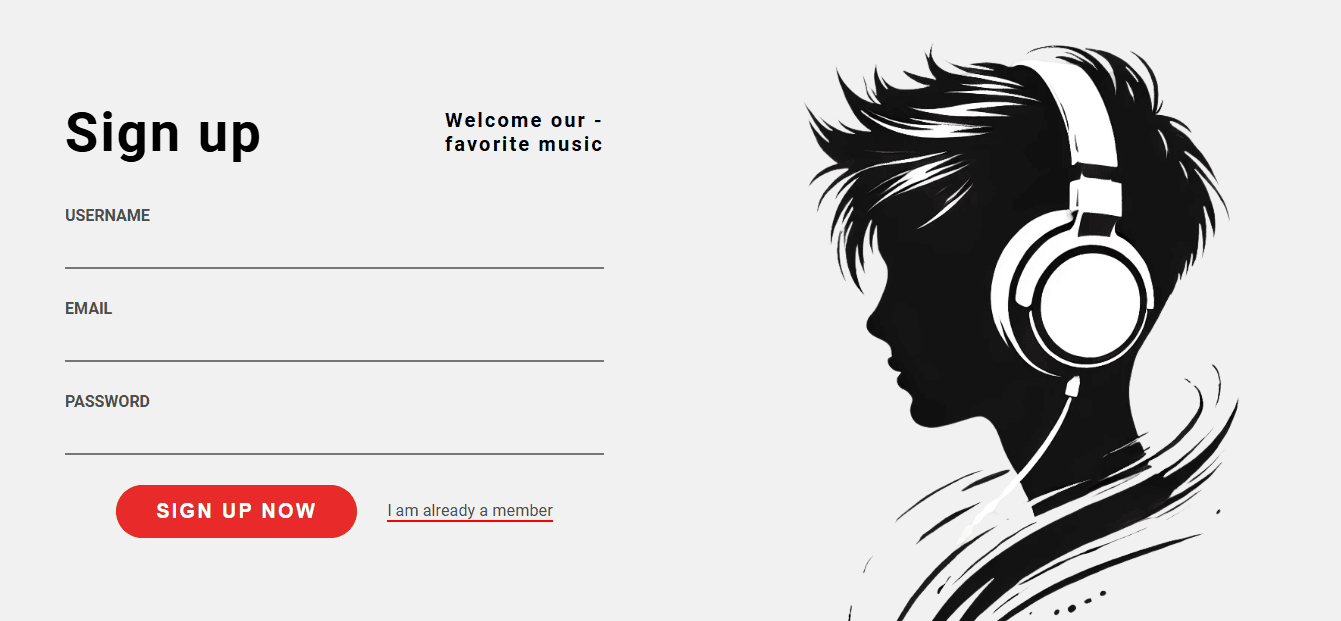 Sign up
Welcome our -
favorite music
USERNAME
EMAIL
PASSWORD
SIGN UP NOW
I am already a member